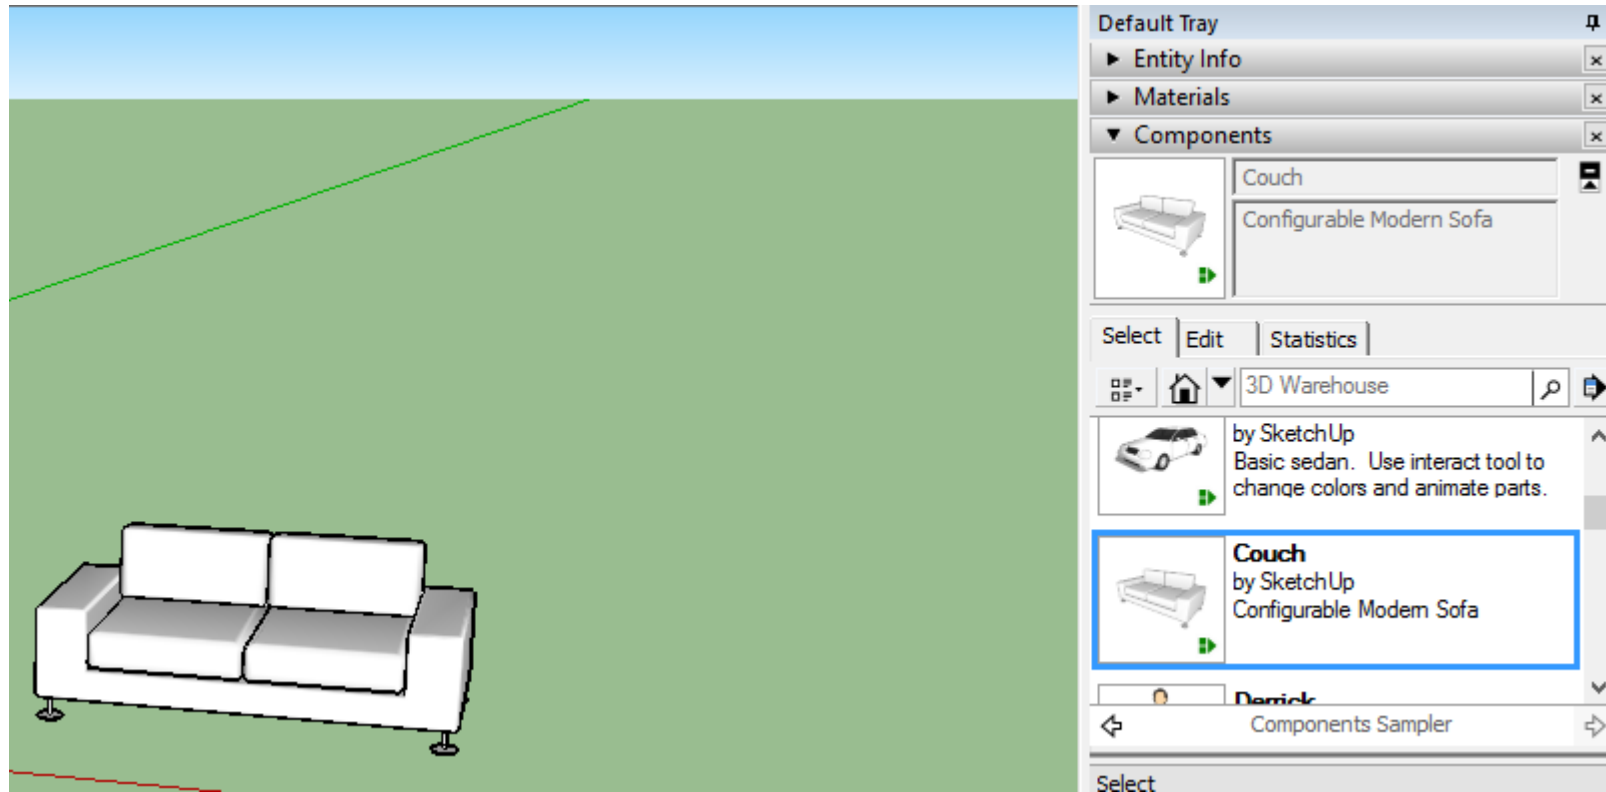 Default Tray
Entity Info
Materials
Components
Couch
Configurable Modern Sofa
Select
Edit
Statistics
3D Warehouse
by SketchUp
Basic sedan. Use interact tool to
change colors and animate parts.
Couch
by SketchUp
Configurable Modern Sofa
Derrick
Components Sampler
Select